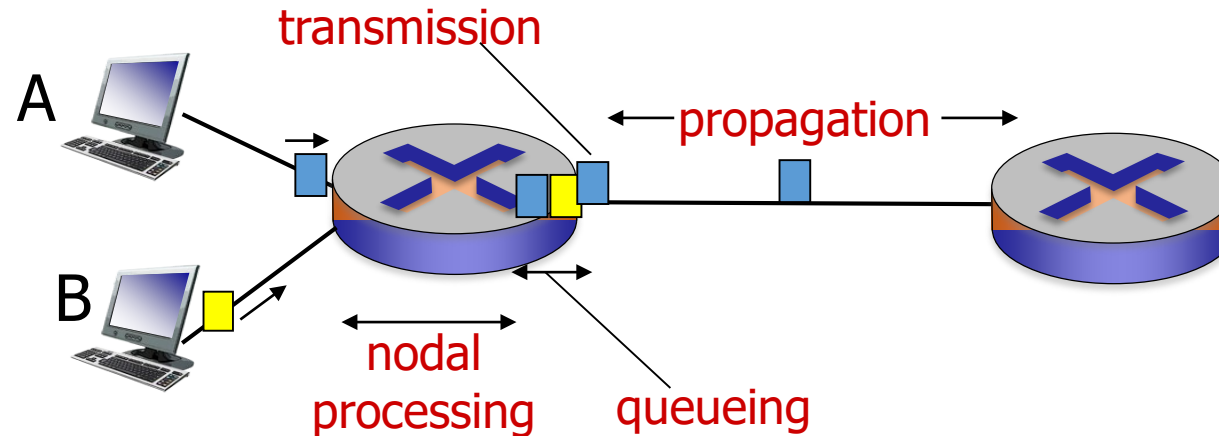 transmission
A
propagation
B
nodal
processing
queueing